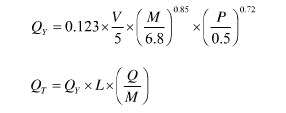 Q_Y = 0.123 × V/5 × (M/6.8)^0.85 × (P/0.5)^0.72
Q_T = Q_Y × L × (Q/M)